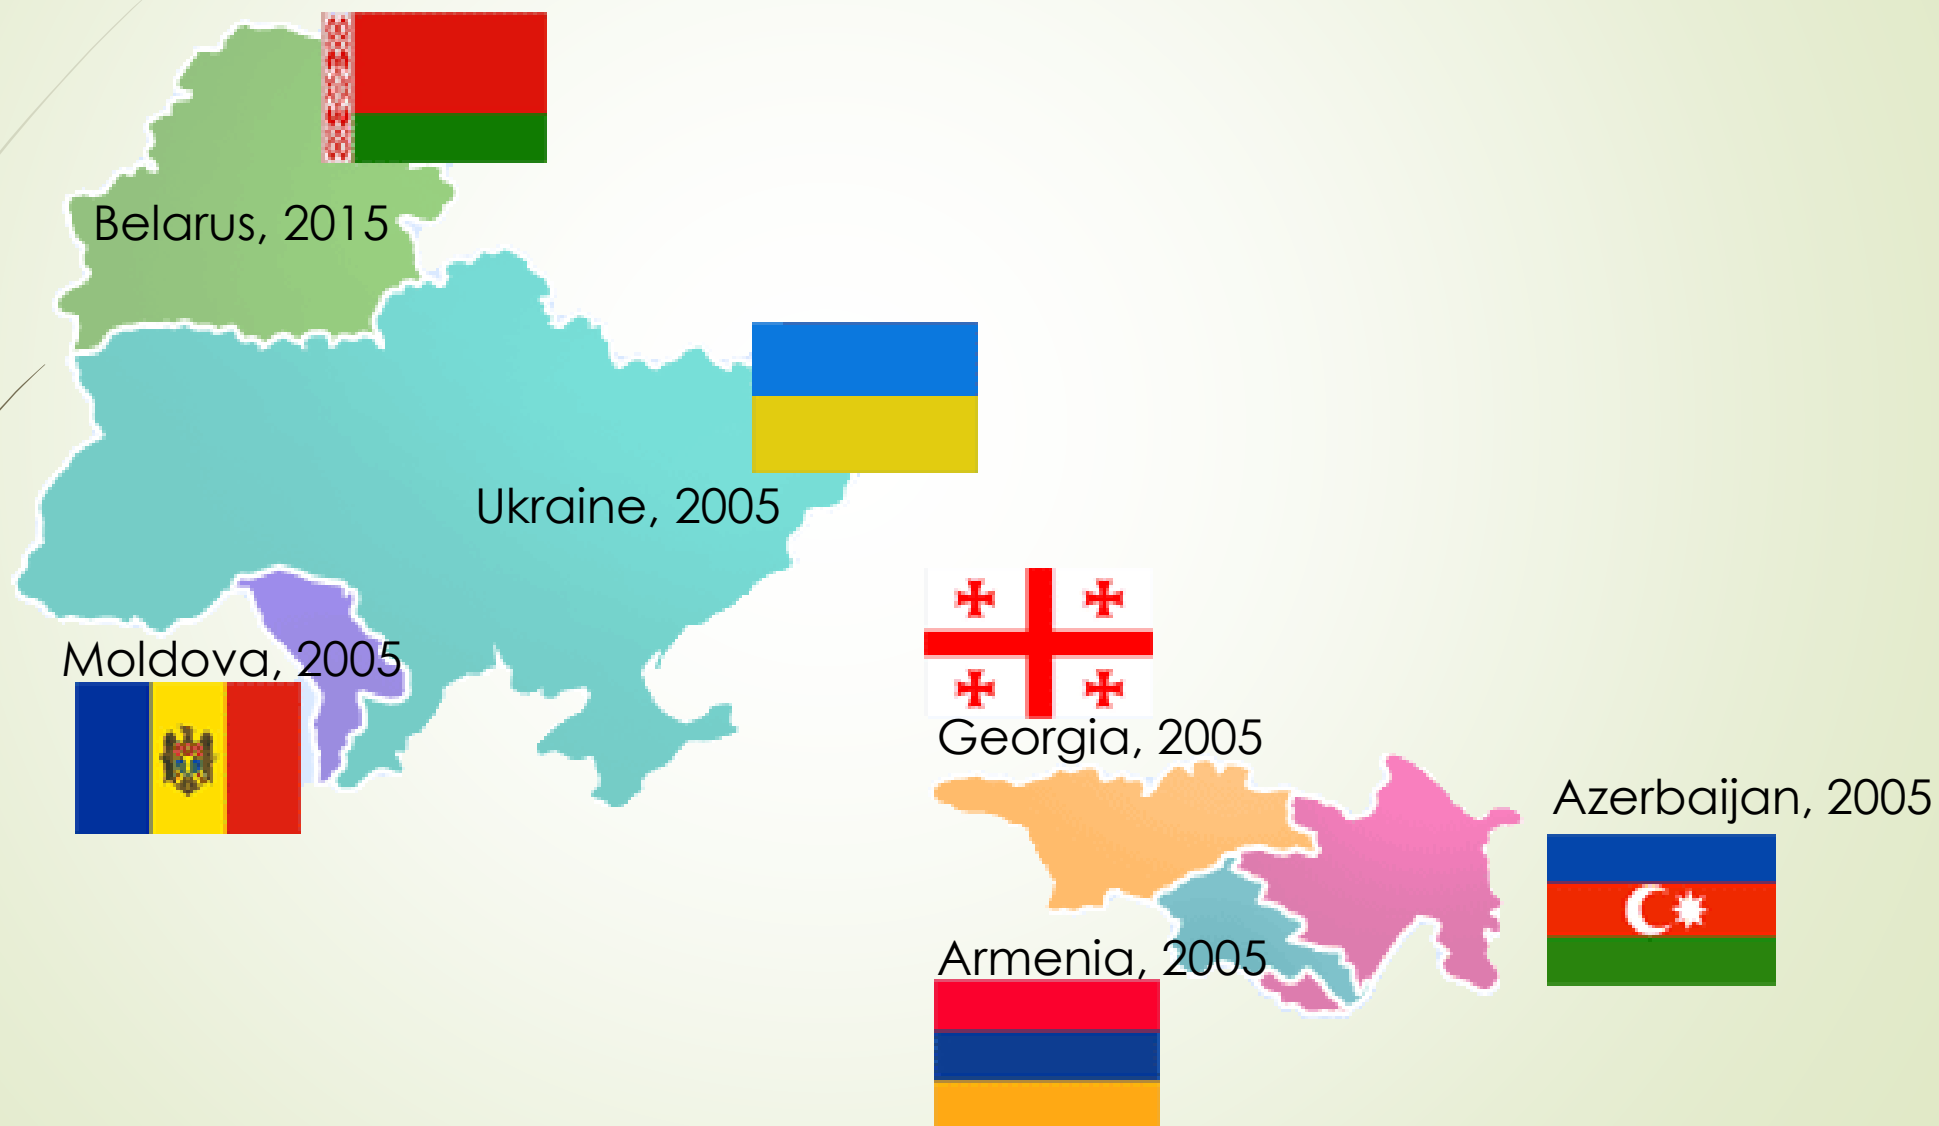 Belarus, 2015
Ukraine, 2005
Moldova, 2005
Georgia, 2005
Azerbaijan, 2005
Armenia, 2005